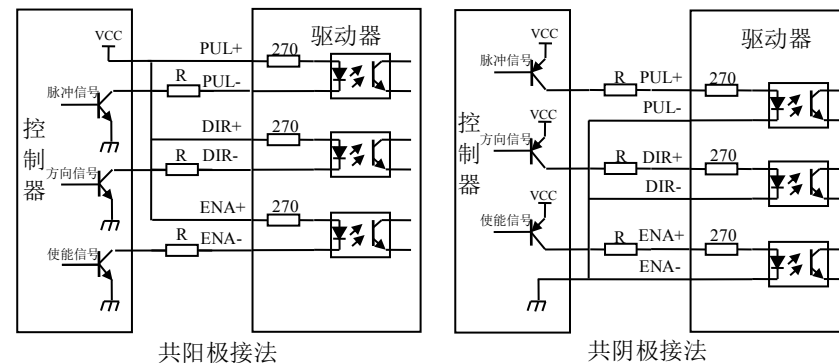 VCC
PUL+
270
驱动器
脉冲信号
R
PUL-
控制器
DIR+
270
方向信号
R
DIR-
ENA+
270
使能信号
R
ENA-
共阳极接法
VCC
驱动器
脉冲信号
R
PUL+
270
PUL-
控制器
VCC
方向信号
R
DIR+
270
DIR-
VCC
使能信号
R
ENA+
270
ENA-
共阴极接法